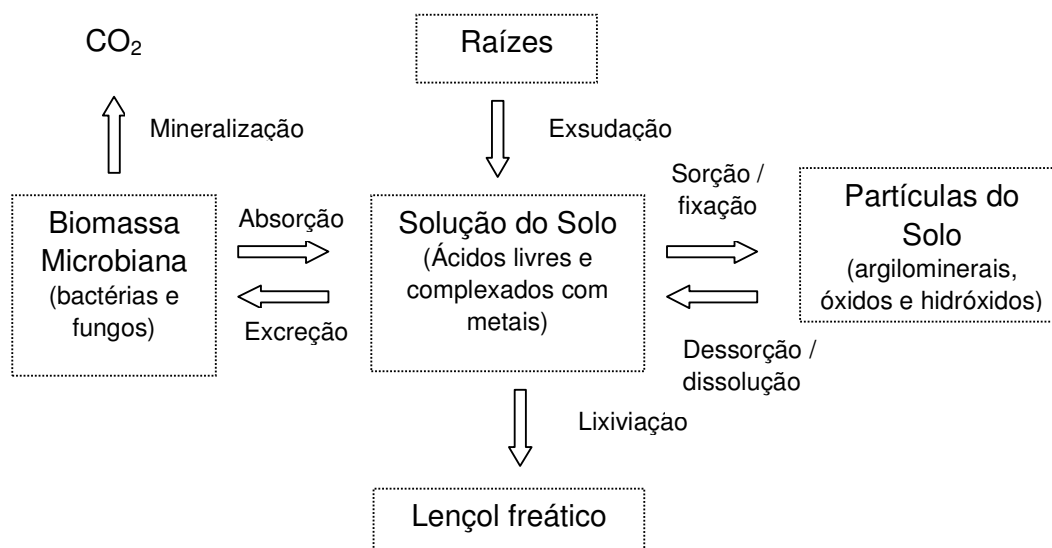 CO₂
Raízes
Mineralização
Exsudação
Biomassa
Microbiana
(bactérias e
fungos)
Absorção
Excreção
Solução do Solo
(Ácidos livres e
complexados com
metais)
Sorção /
fixação
Dessorção /
dissolução
Partículas do
Solo
(argilominerais,
óxidos e hidróxidos)
Lixiviação
Lençol freático